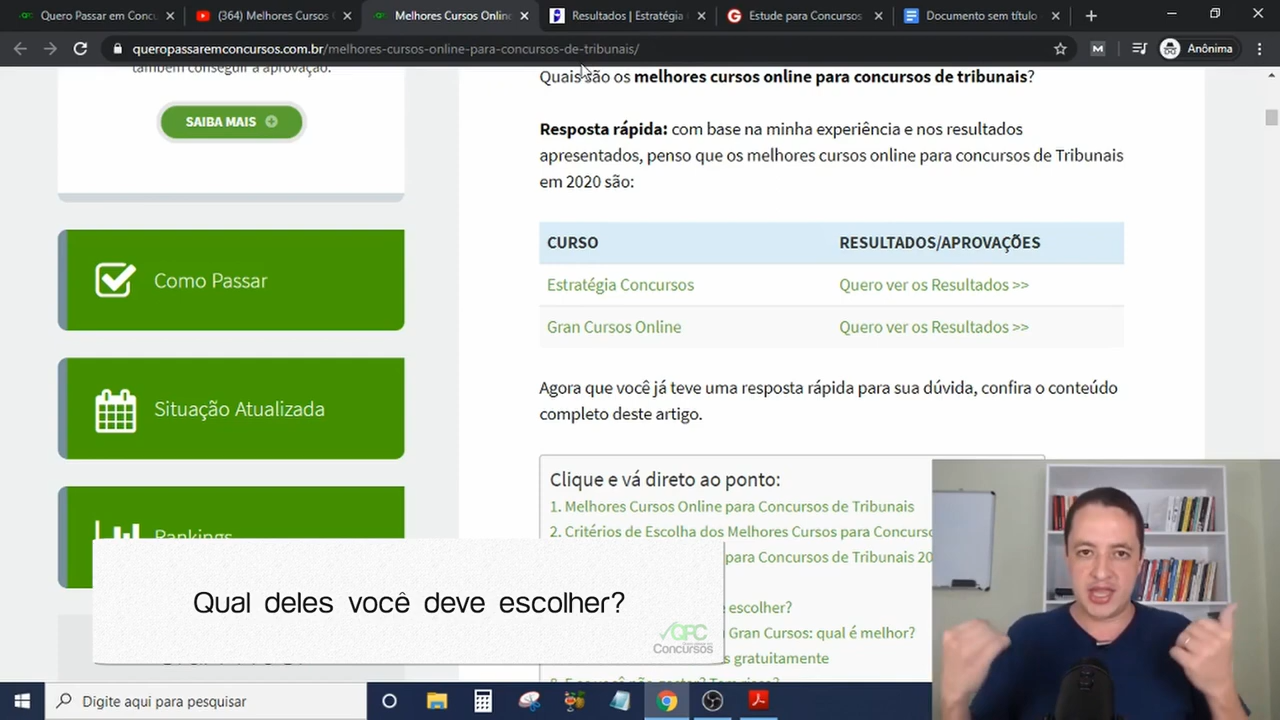 Quero Passar em Conc
(364) Melhores Cursos
Melhores Cursos Onlin
Resultados | Estratégia
Estude para Concursos
Documento sem título
queropassaremconcursos.com.br/melhores-cursos-online-para-concursos-de-tribunais/
Anônima
também conseguir a aprovação.
SAIBA MAIS
Como Passar
Situação Atualizada
Rankings
Quais são os melhores cursos online para concursos de tribunais?
Resposta rápida: com base na minha experiência e nos resultados
apresentados, penso que os melhores cursos online para concursos de Tribunais
em 2020 são:
CURSO RESULTADOS/APROVAÇÕES
Estratégia Concursos Quero ver os Resultados >>
Gran Cursos Online Quero ver os Resultados >>
Agora que você já teve uma resposta rápida para sua dúvida, confira o conteúdo
completo deste artigo.
Clique e vá direto ao ponto:
1. Melhores Cursos Online para Concursos de Tribunais
2. Critérios de Escolha dos Melhores Cursos para Concurso
para Concursos de Tribunais 20
e escolher?
Gran Cursos: qual é melhor?
s gratuitamente
Qual deles você deve escolher?
QPC
Concursos
Digite aqui para pesquisar